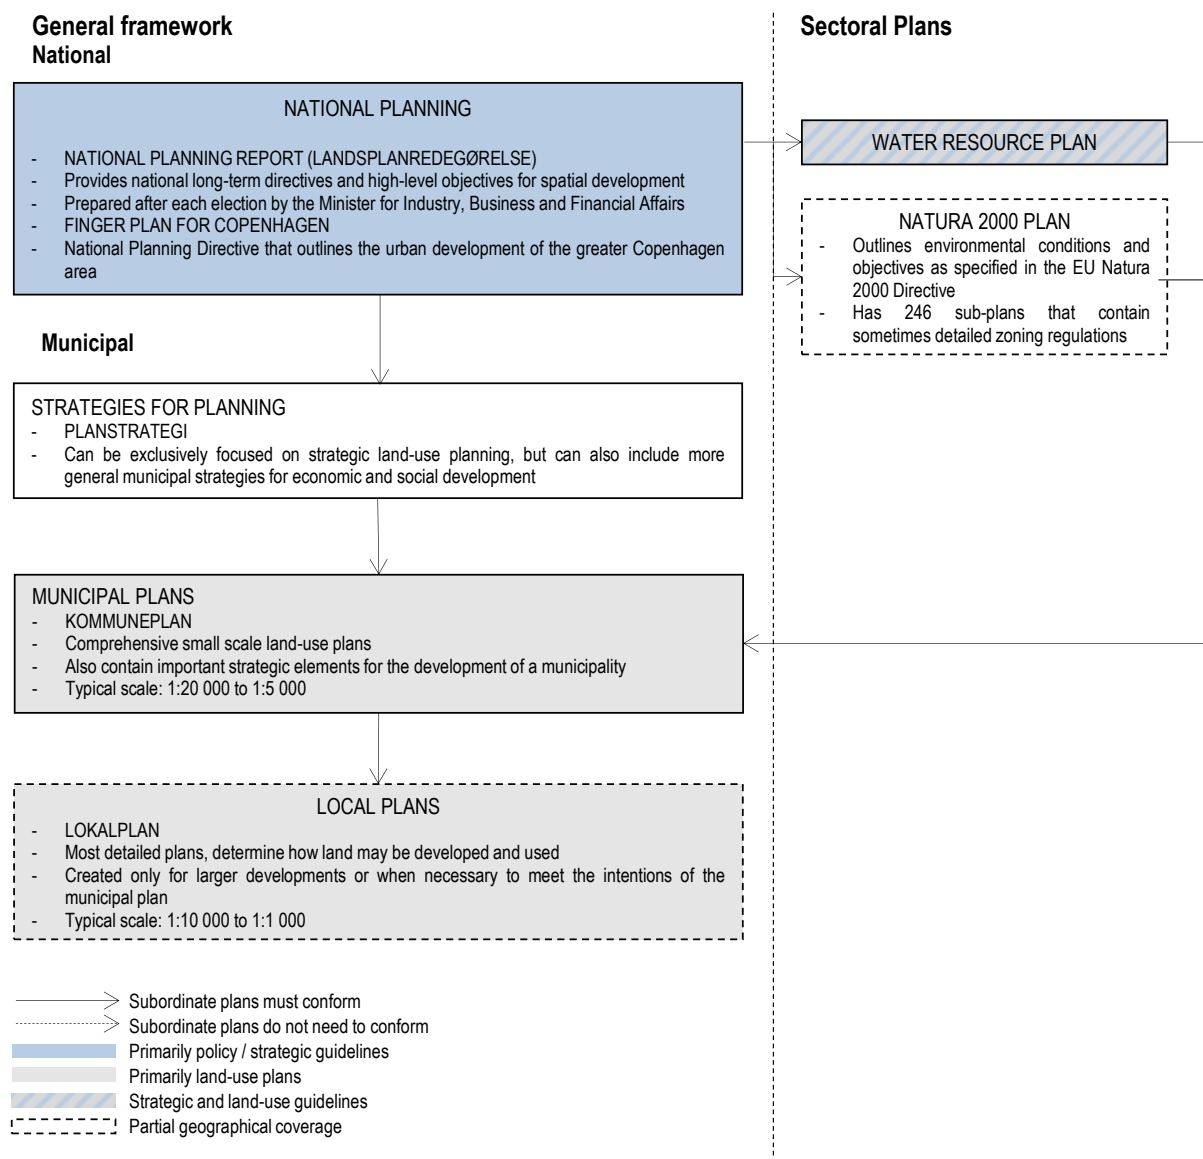 General framework
National
NATIONAL PLANNING
- NATIONAL PLANNING REPORT (LANDSPLANREDEGØRELSE)
- Provides national long-term directives and high-level objectives for spatial development
- Prepared after each election by the Minister for Industry, Business and Financial Affairs
- FINGER PLAN FOR COPENHAGEN
- National Planning Directive that outlines the urban development of the greater Copenhagen
area
Municipal
STRATEGIES FOR PLANNING
- PLANSTRATEGI
- Can be exclusively focused on strategic land-use planning, but can also include more
general municipal strategies for economic and social development
MUNICIPAL PLANS
- KOMMUNEPLAN
- Comprehensive small scale land-use plans
- Also contain important strategic elements for the development of a municipality
- Typical scale: 1:20 000 to 1:5 000
LOCAL PLANS
- LOKALPLAN
- Most detailed plans, determine how land may be developed and used
- Created only for larger developments or when necessary to meet the intentions of the
municipal plan
- Typical scale: 1:10 000 to 1:1 000
Sectoral Plans
WATER RESOURCE PLAN
NATURA 2000 PLAN
- Outlines environmental conditions and
objectives as specified in the EU Natura
2000 Directive
- Has 246 sub-plans that contain
sometimes detailed zoning regulations
Subordinate plans must conform
Subordinate plans do not need to conform
Primarily policy / strategic guidelines
Primarily land-use plans
Strategic and land-use guidelines
Partial geographical coverage